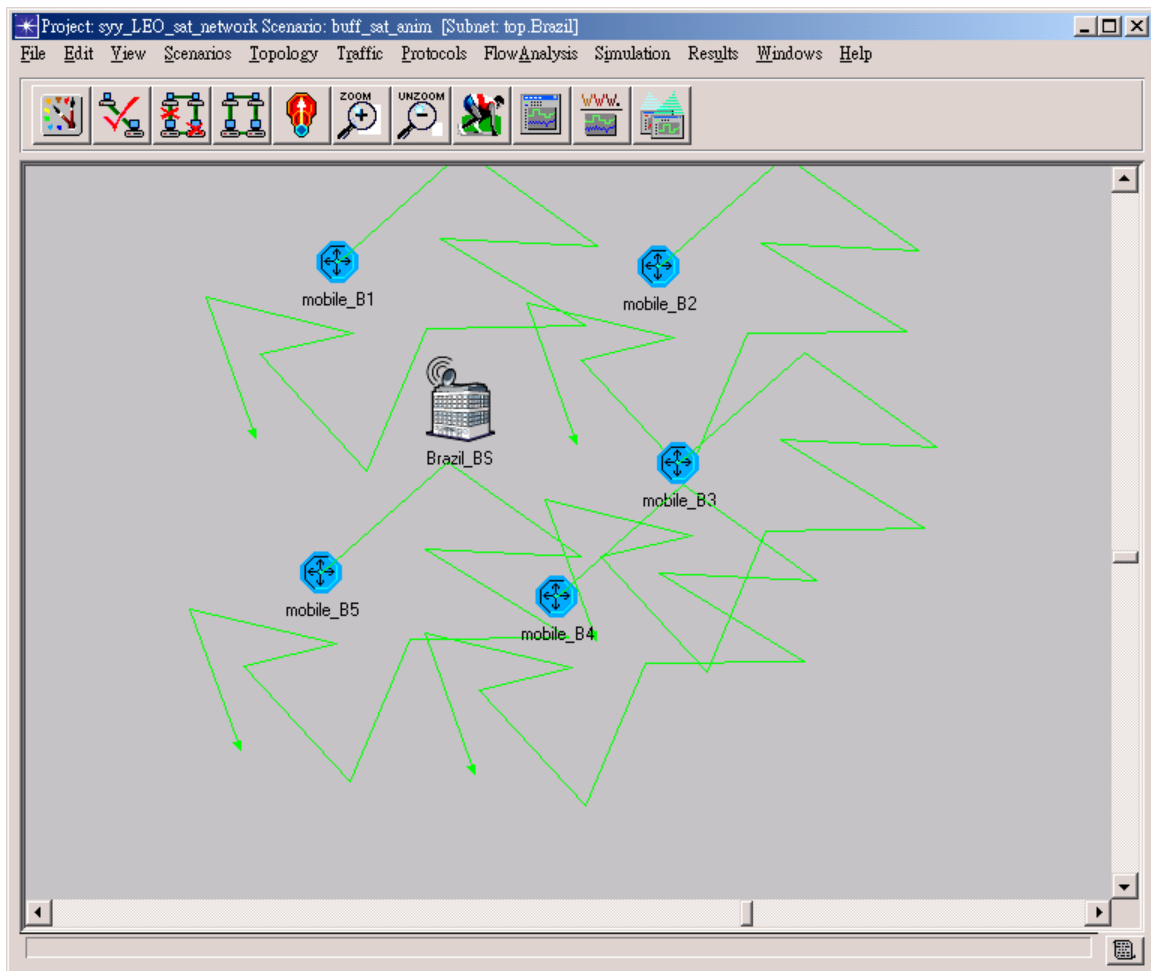 Project: syy_LEO_sat_network Scenario: buff_sat_anim [Subnet: top.Brazil]
File Edit View Scenarios Topology Traffic Protocols FlowAnalysis Simulation Results Windows Help
ZOOM UNZOOM WWW.
mobile_B1
mobile_B2
Brazil_BS
mobile_B3
mobile_B5
mobile_B4